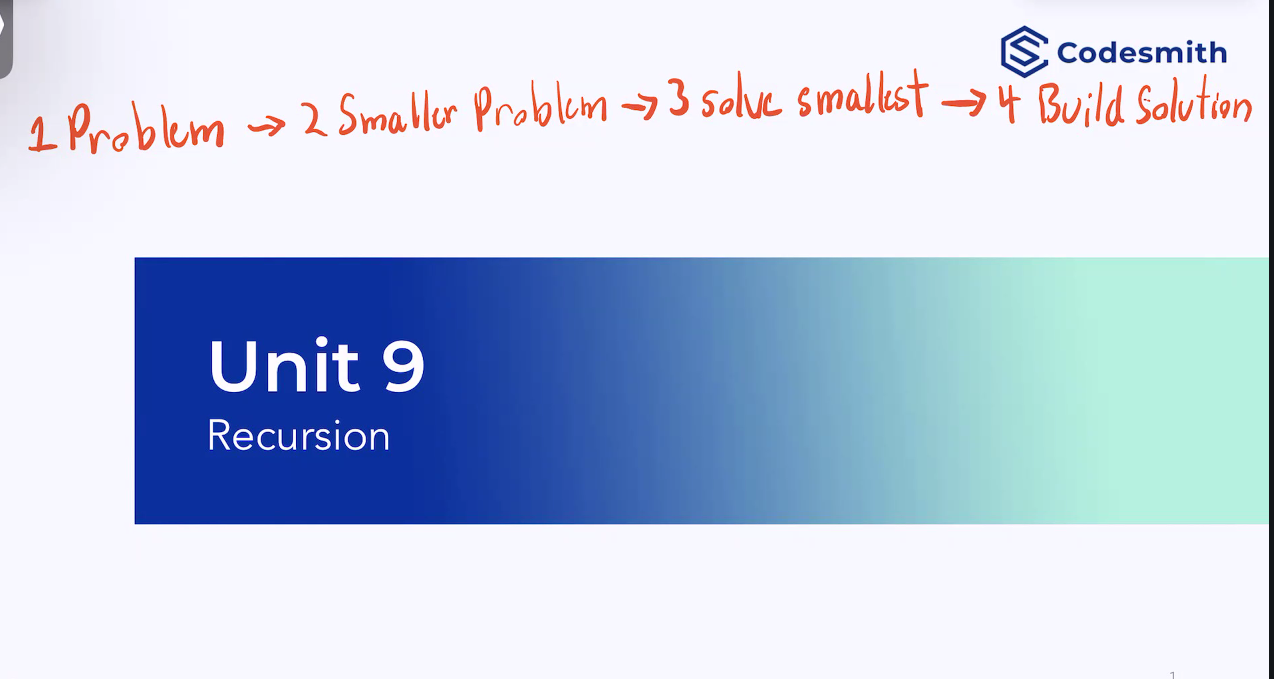 Codesmith
1 Problem → 2 Smaller Problem → 3 solve smallest → 4 Build Solution
Unit 9
Recursion
1